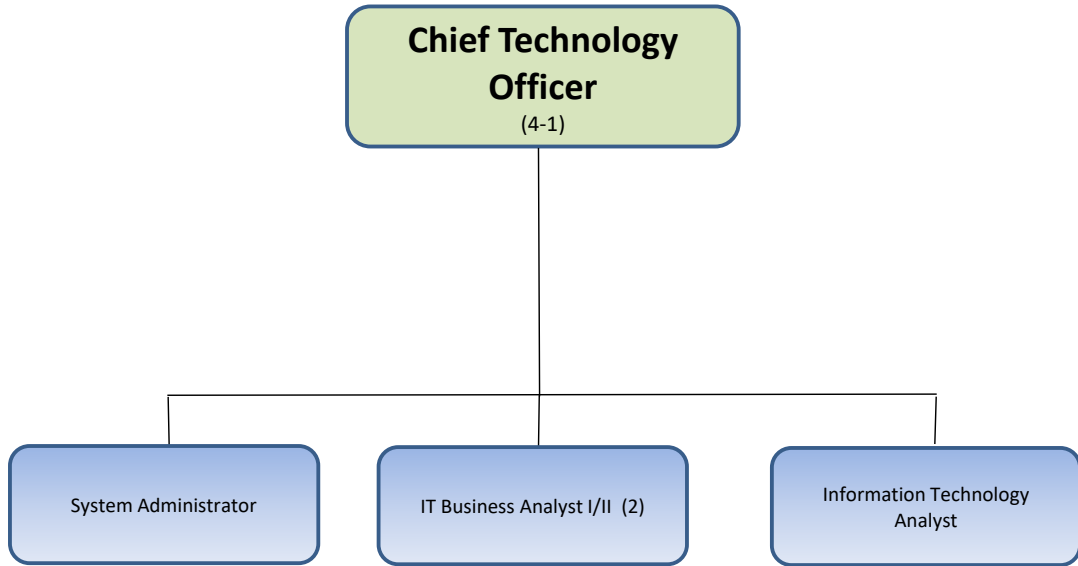 Chief Technology
Officer
(4-1)
System Administrator
IT Business Analyst I/II  (2)
Information Technology
Analyst